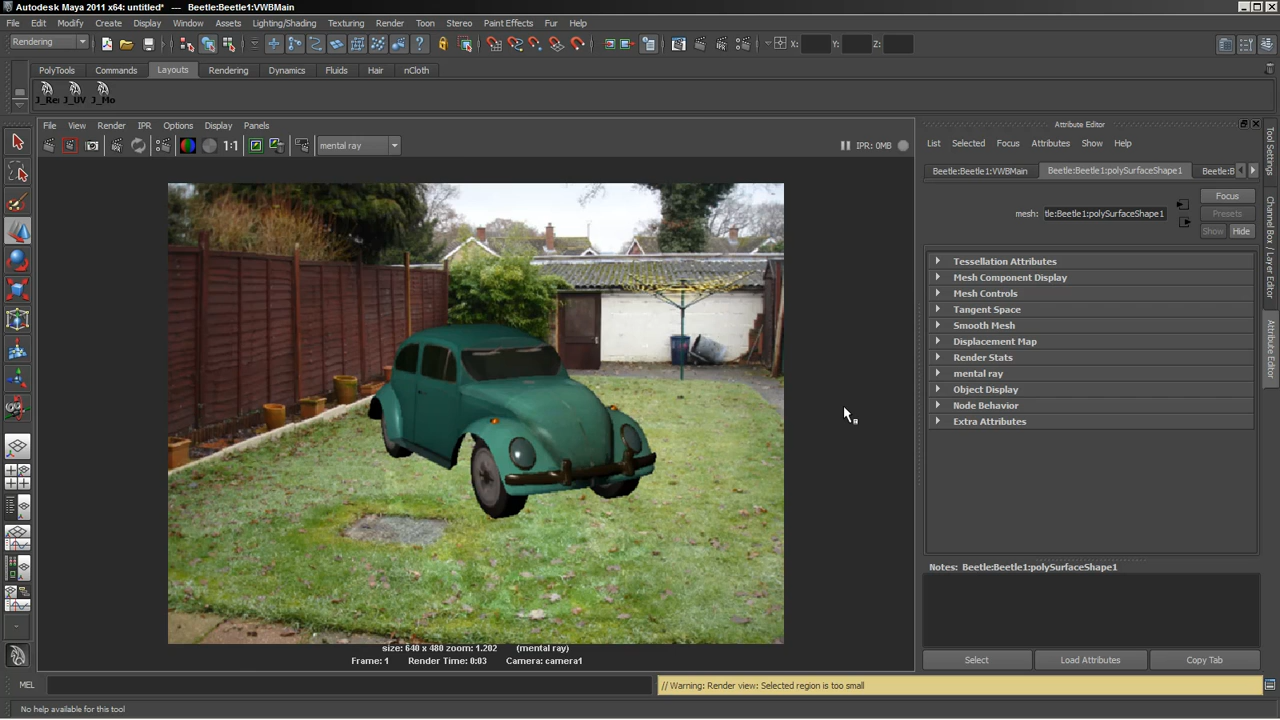 Autodesk Maya 2011 x64: untitled* --- Beetle:Beetle1:VWBMain
File Edit Modify Create Display Window Assets Lighting/Shading Texturing Render Toon Stereo Paint Effects Fur Help
Rendering X: Y: Z:
PolyTools Commands Layouts Rendering Dynamics Fluids Hair nCloth
J_Re J_UV J_Mo
File View Render IPR Options Display Panels
1:1 mental ray IPR: 0MB
size: 640 x 480 zoom: 1.202 (mental ray)
Frame: 1 Render Time: 0:03 Camera: camera1
Attribute Editor
List Selected Focus Attributes Show Help
Beetle:Beetle1:VWBMain Beetle:Beetle1:polySurfaceShape1 Beetle:B
Focus
mesh: tle:Beetle1:polySurfaceShape1 Presets
Show Hide
Tessellation Attributes
Mesh Component Display
Mesh Controls
Tangent Space
Smooth Mesh
Displacement Map
Render Stats
mental ray
Object Display
Node Behavior
Extra Attributes
Notes: Beetle:Beetle1:polySurfaceShape1
Select Load Attributes Copy Tab
Tool Settings
Channel Box / Layer Editor
Attribute Editor
MEL // Warning: Render view: Selected region is too small
No help available for this tool